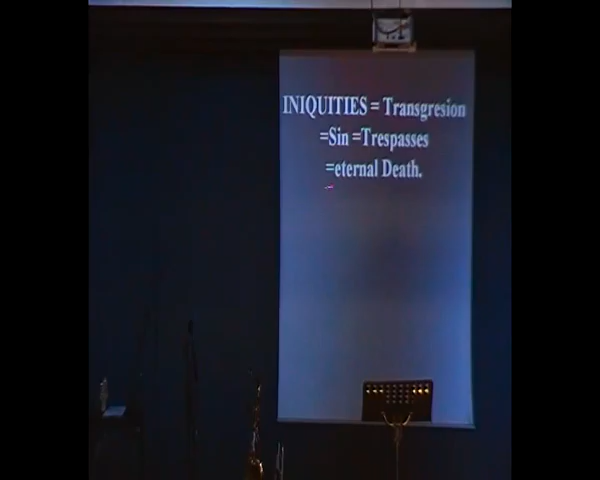 INIQUITIES = Transgresion
=Sin =Trespasses
=eternal Death.